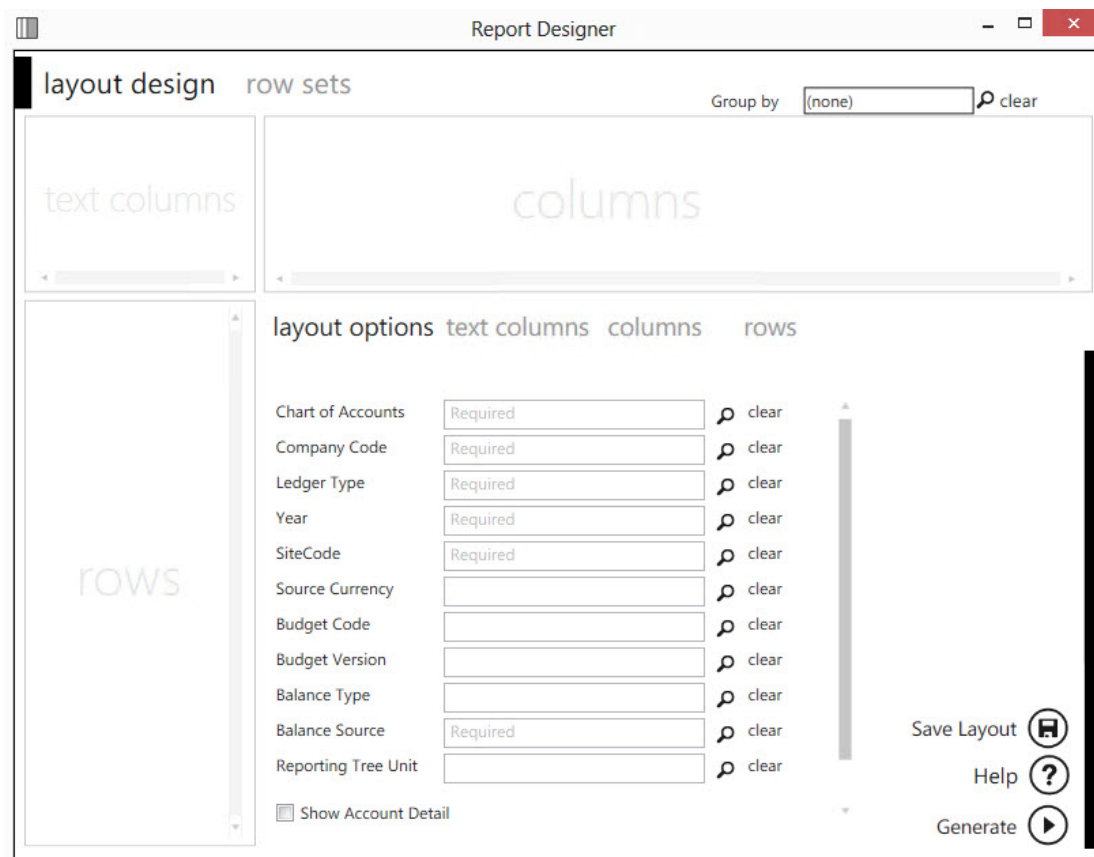 Report Designer
layout design row sets
Group by (none) clear
text columns columns
layout options text columns columns rows
Chart of Accounts Required clear
Company Code Required clear
Ledger Type Required clear
Year Required clear
SiteCode Required clear
rows
Source Currency clear
Budget Code clear
Budget Version clear
Balance Type clear
Balance Source Required clear
Reporting Tree Unit clear
Show Account Detail
Save Layout
Help ?
Generate